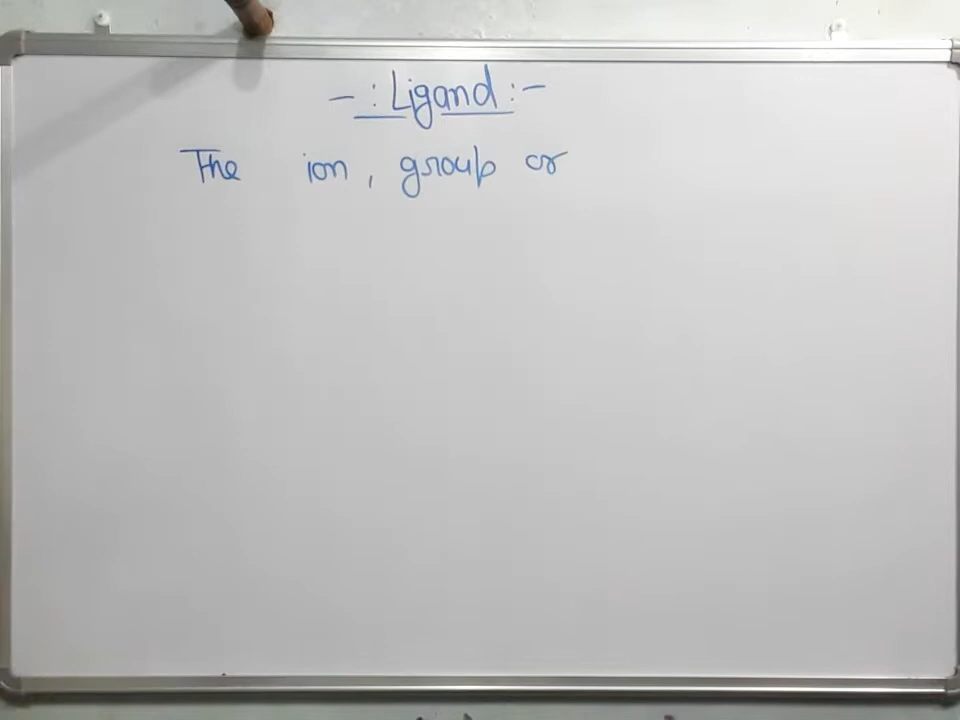 -:Ligand:-
The ion, group or